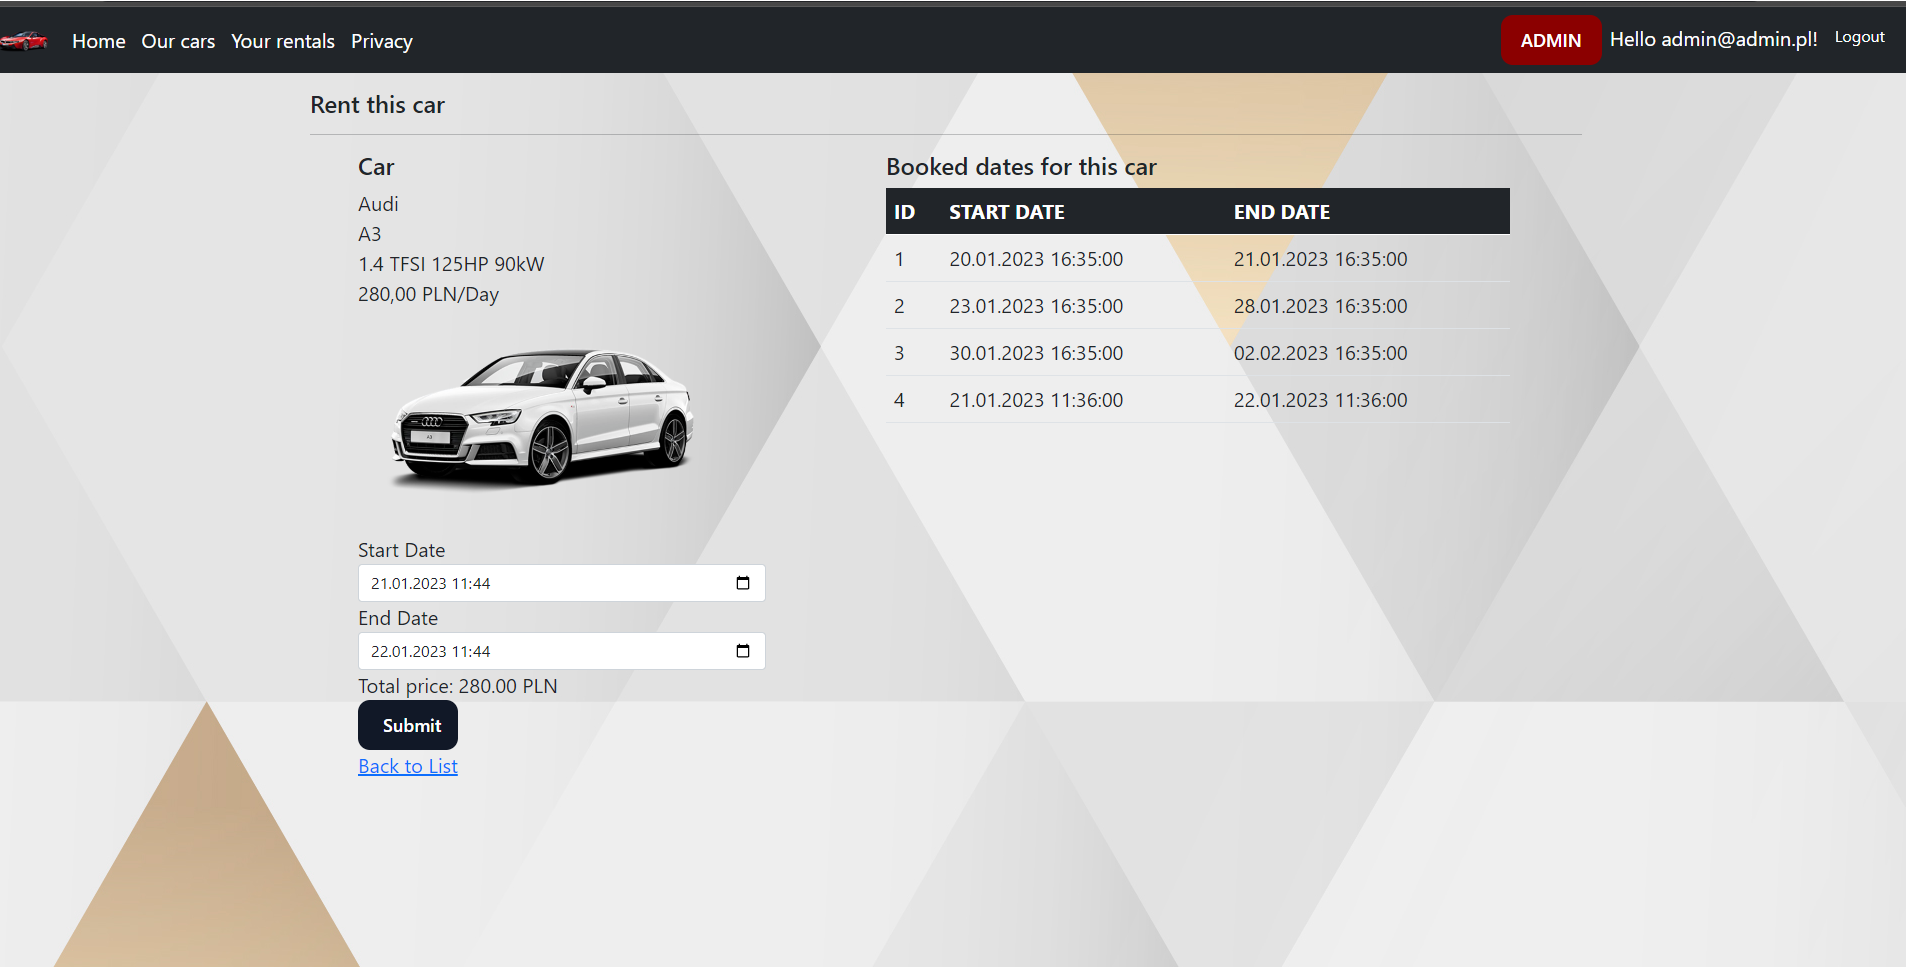 Home Our cars Your rentals Privacy ADMIN Hello admin@admin.pl! Logout
Rent this car
Car
Audi
A3
1.4 TFSI 125HP 90kW
280,00 PLN/Day
A3
Start Date
21.01.2023 11:44
End Date
22.01.2023 11:44
Total price: 280.00 PLN
Submit
Back to List
Booked dates for this car
ID START DATE END DATE
1 20.01.2023 16:35:00 21.01.2023 16:35:00
2 23.01.2023 16:35:00 28.01.2023 16:35:00
3 30.01.2023 16:35:00 02.02.2023 16:35:00
4 21.01.2023 11:36:00 22.01.2023 11:36:00